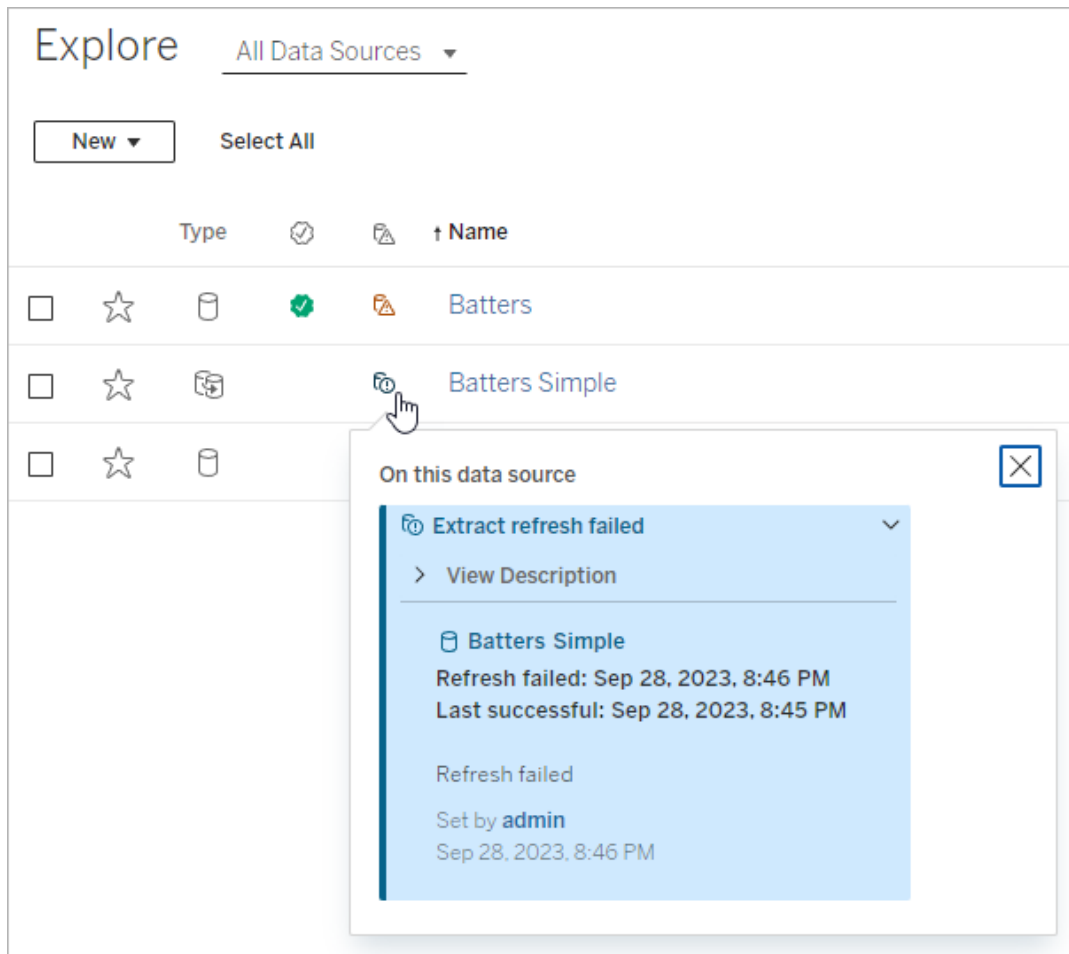 Explore All Data Sources
New Select All
Type Name
Batters
Batters Simple
On this data source
Extract refresh failed
View Description
Batters Simple
Refresh failed: Sep 28, 2023, 8:46 PM
Last successful: Sep 28, 2023, 8:45 PM
Refresh failed
Set by admin
Sep 28, 2023, 8:46 PM